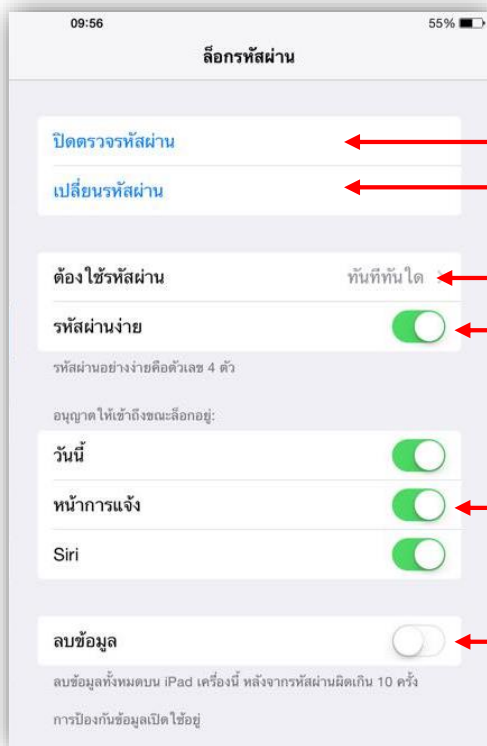 09:56 55%
ล็อกรหัสผ่าน
ปิดตรวจรหัสผ่าน
เปลี่ยนรหัสผ่าน
ต้องใช้รหัสผ่าน ทันทีทันใด
รหัสผ่านง่าย
รหัสผ่านอย่างง่ายคือตัวเลข 4 ตัว
อนุญาตให้เข้าถึงขณะล็อกอยู่:
วันนี้
หน้าการแจ้ง
Siri
ลบข้อมูล
ลบข้อมูลทั้งหมดบน iPad เครื่องนี้ หลังจากรหัสผ่านผิดเกิน 10 ครั้ง
การป้องกันข้อมูลเปิดใช้อยู่